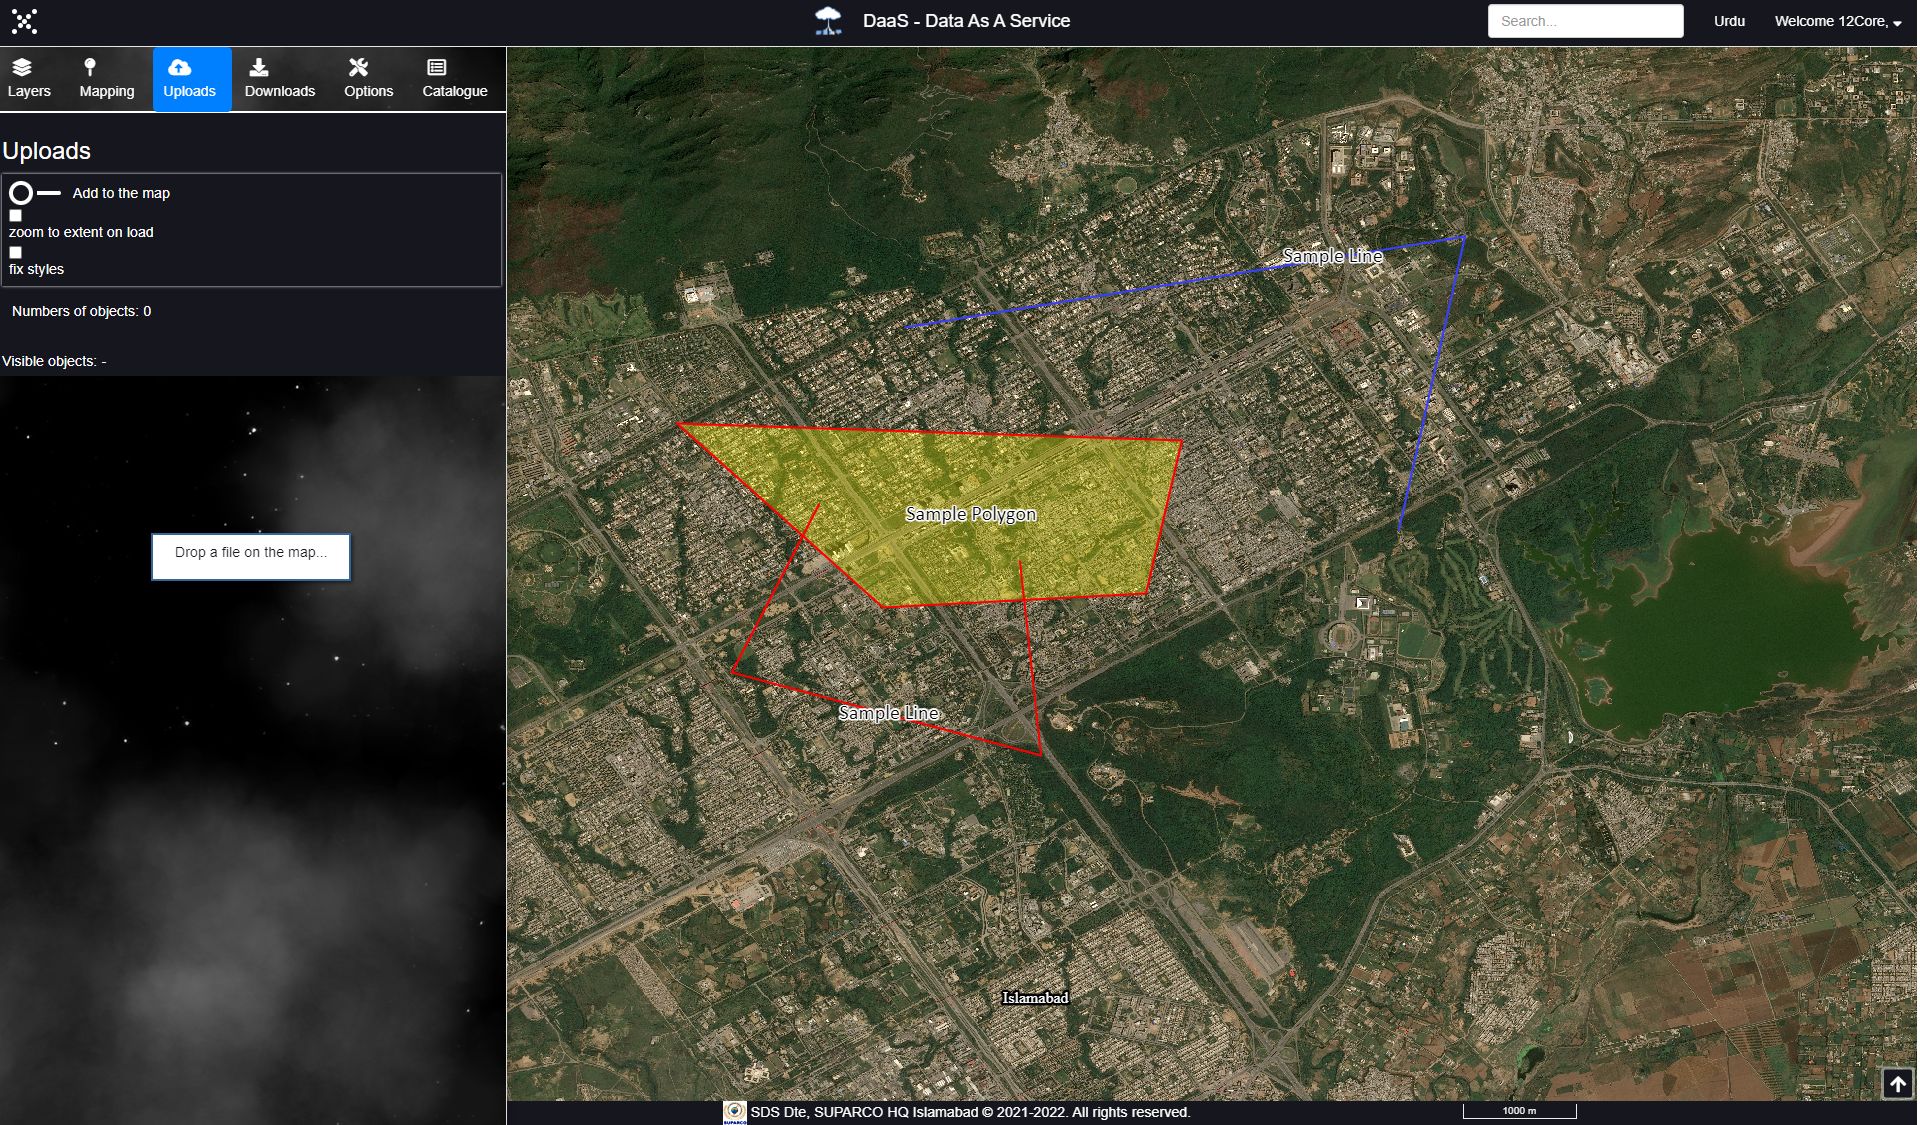 DaaS - Data As A Service
Search...
Urdu
Welcome 12Core,
Layers
Mapping
Uploads
Downloads
Options
Catalogue
Uploads
Add to the map
zoom to extent on load
fix styles
Numbers of objects: 0
Visible objects: -
Drop a file on the map...
Sample Line
Sample Polygon
Sample Line
Islamabad
SUPARCO
SDS Dte, SUPARCO HQ Islamabad © 2021-2022. All rights reserved.
1000 m